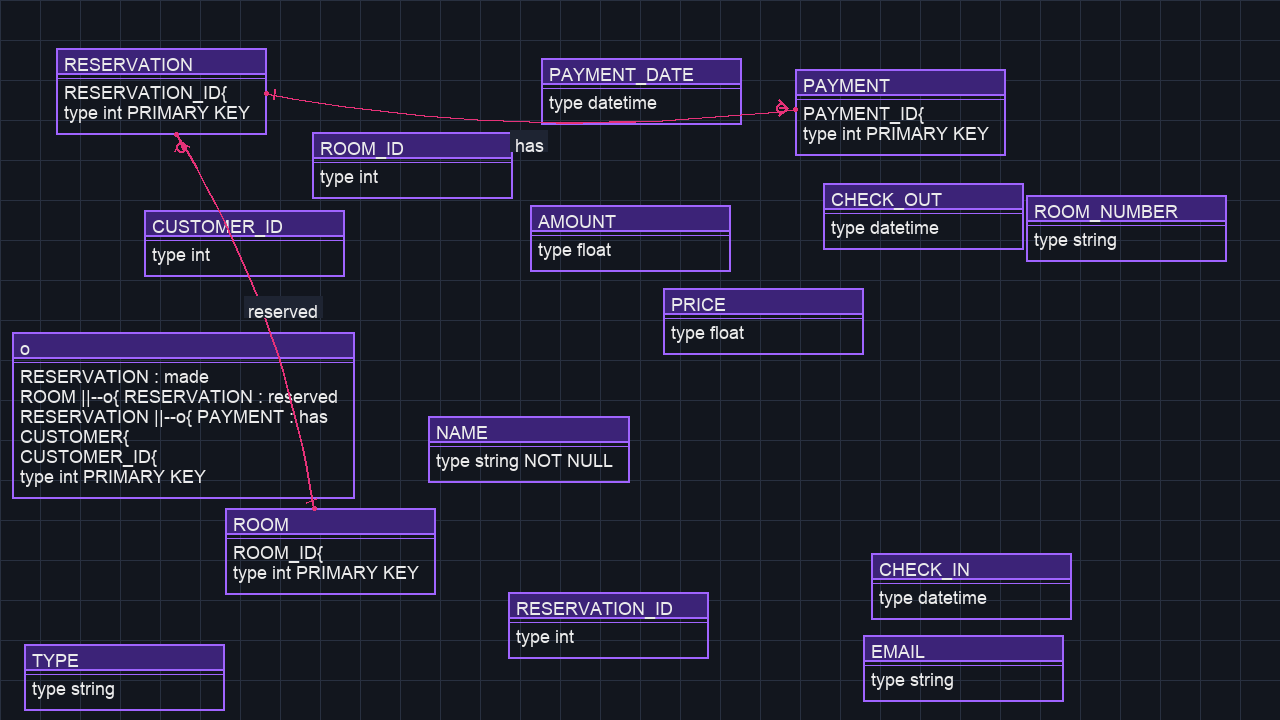 RESERVATION
RESERVATION_ID{
type int PRIMARY KEY
PAYMENT_DATE
type datetime
PAYMENT
PAYMENT_ID{
type int PRIMARY KEY
ROOM_ID
type int
has
CUSTOMER_ID
type int
AMOUNT
type float
CHECK_OUT
type datetime
ROOM_NUMBER
type string
reserved
PRICE
type float
o
RESERVATION : made
ROOM ||--o{ RESERVATION : reserved
RESERVATION ||--o{ PAYMENT : has
CUSTOMER{
CUSTOMER_ID{
type int PRIMARY KEY
NAME
type string NOT NULL
ROOM
ROOM_ID{
type int PRIMARY KEY
CHECK_IN
type datetime
RESERVATION_ID
type int
EMAIL
type string
TYPE
type string